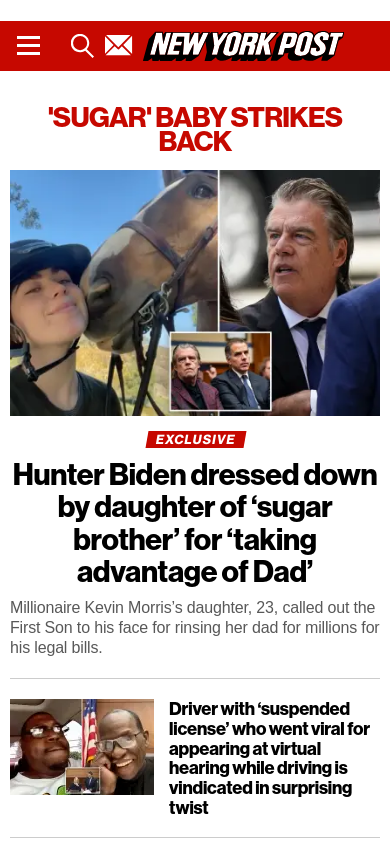 NEW YORK POST
'SUGAR' BABY STRIKES
BACK
EXCLUSIVE
Hunter Biden dressed down
by daughter of ‘sugar
brother’ for ‘taking
advantage of Dad’
Millionaire Kevin Morris’s daughter, 23, called out the
First Son to his face for rinsing her dad for millions for
his legal bills.
Driver with ‘suspended
license’ who went viral for
appearing at virtual
hearing while driving is
vindicated in surprising
twist